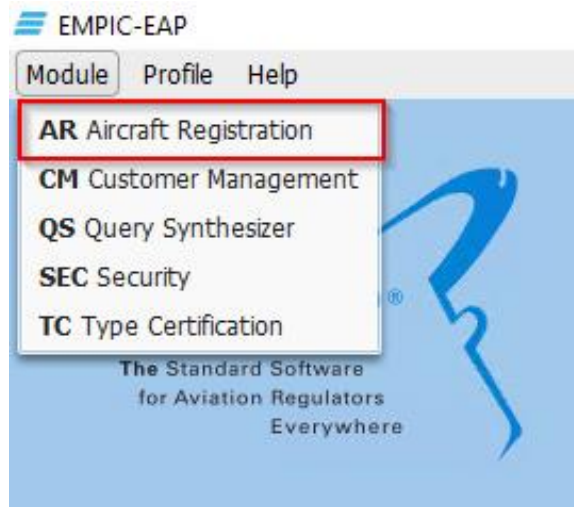 EMPIC-EAP
Module Profile Help
AR Aircraft Registration
CM Customer Management
QS Query Synthesizer
SEC Security
TC Type Certification
®
The Standard Software
for Aviation Regulators
Everywhere